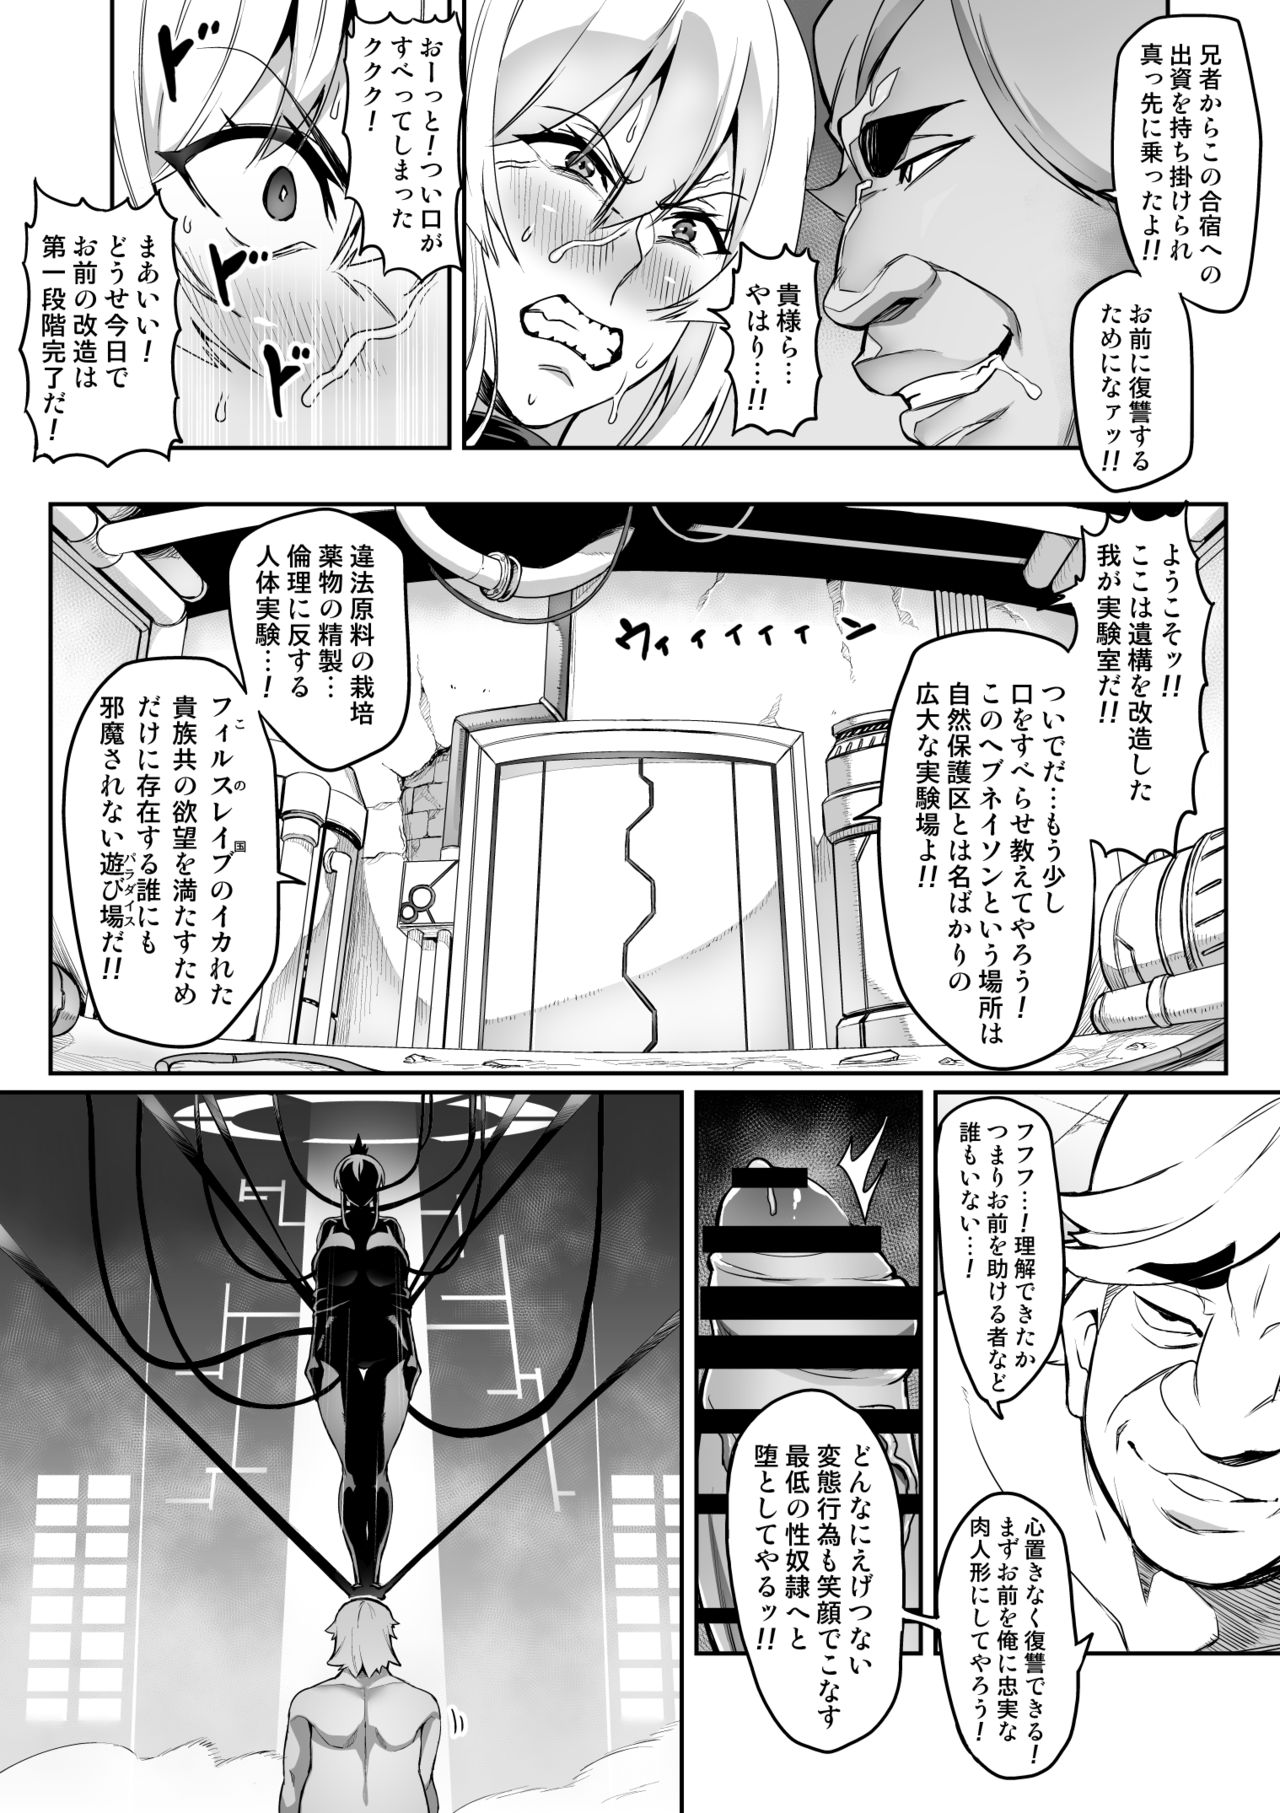 兄者からこの合宿への
出資を持ち掛けられ
真っ先に乗ったよ!!
お前に復讐する
ためになァッ!!
貴様ら…
やはり…!!
おーっと!つい口が
すべってしまった
ククク!
ドド
まあいい!
どうせ今日で
お前の改造は
第一段階完了だ!
ドド
ようこそッ!!
ここは遺構を改造した
我が実験室だ!!
ウィィィィィン
ついでだ…もう少し
口をすべらせ教えてやろう!
このヘブネイソンという場所は
自然保護区とは名ばかりの
広大な実験場よ!!
違法原料の栽培
薬物の精製…
倫理に反する
人体実験…!
フィルスレイブのイカれた
この国
貴族共の欲望を満たすため
だけに存在する誰にも
邪魔されない遊び場だ!!
パラダイス
フフフ…!理解できたか
つまりお前を助ける者など
誰もいない…!
心置きなく復讐できる!
まずお前を俺に忠実な
肉人形にしてやろう!
どんなにえげつない
変態行為も笑顔でこなす
最低の性奴隷へと
堕としてやるッ!!